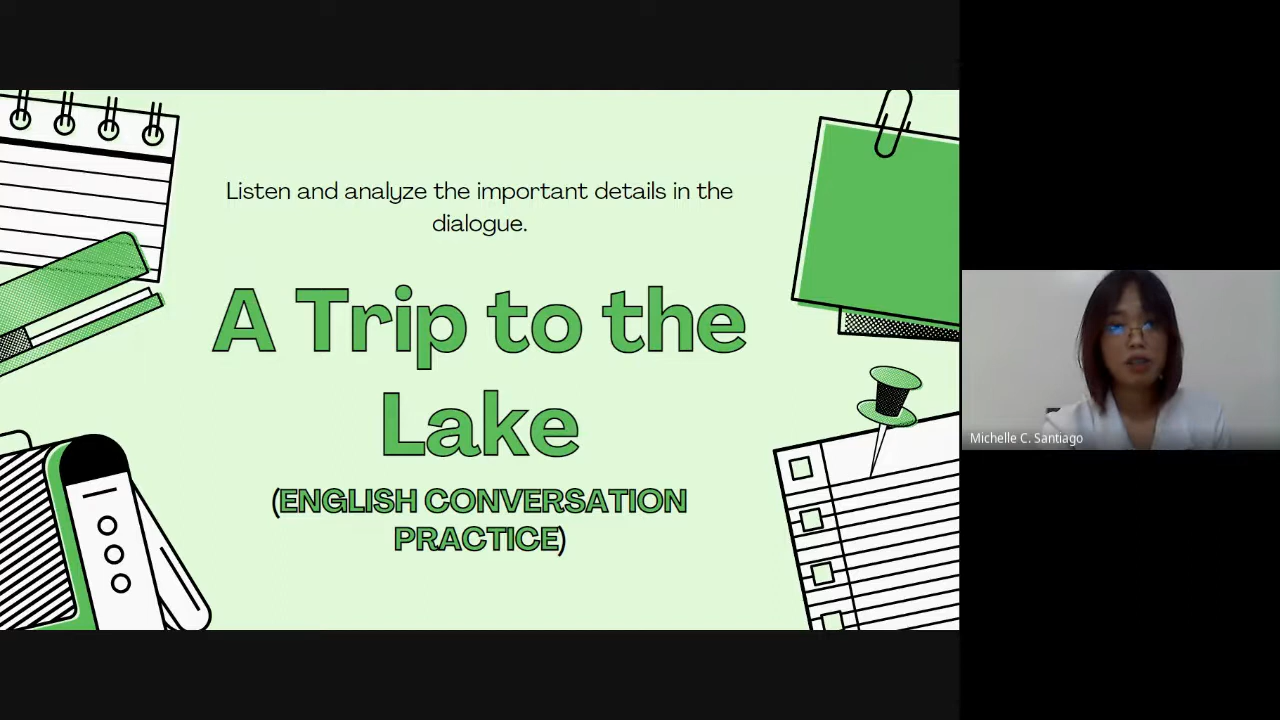 Listen and analyze the important details in the
dialogue.
A Trip to the
Lake
(ENGLISH CONVERSATION
PRACTICE)
Michelle C. Santiago